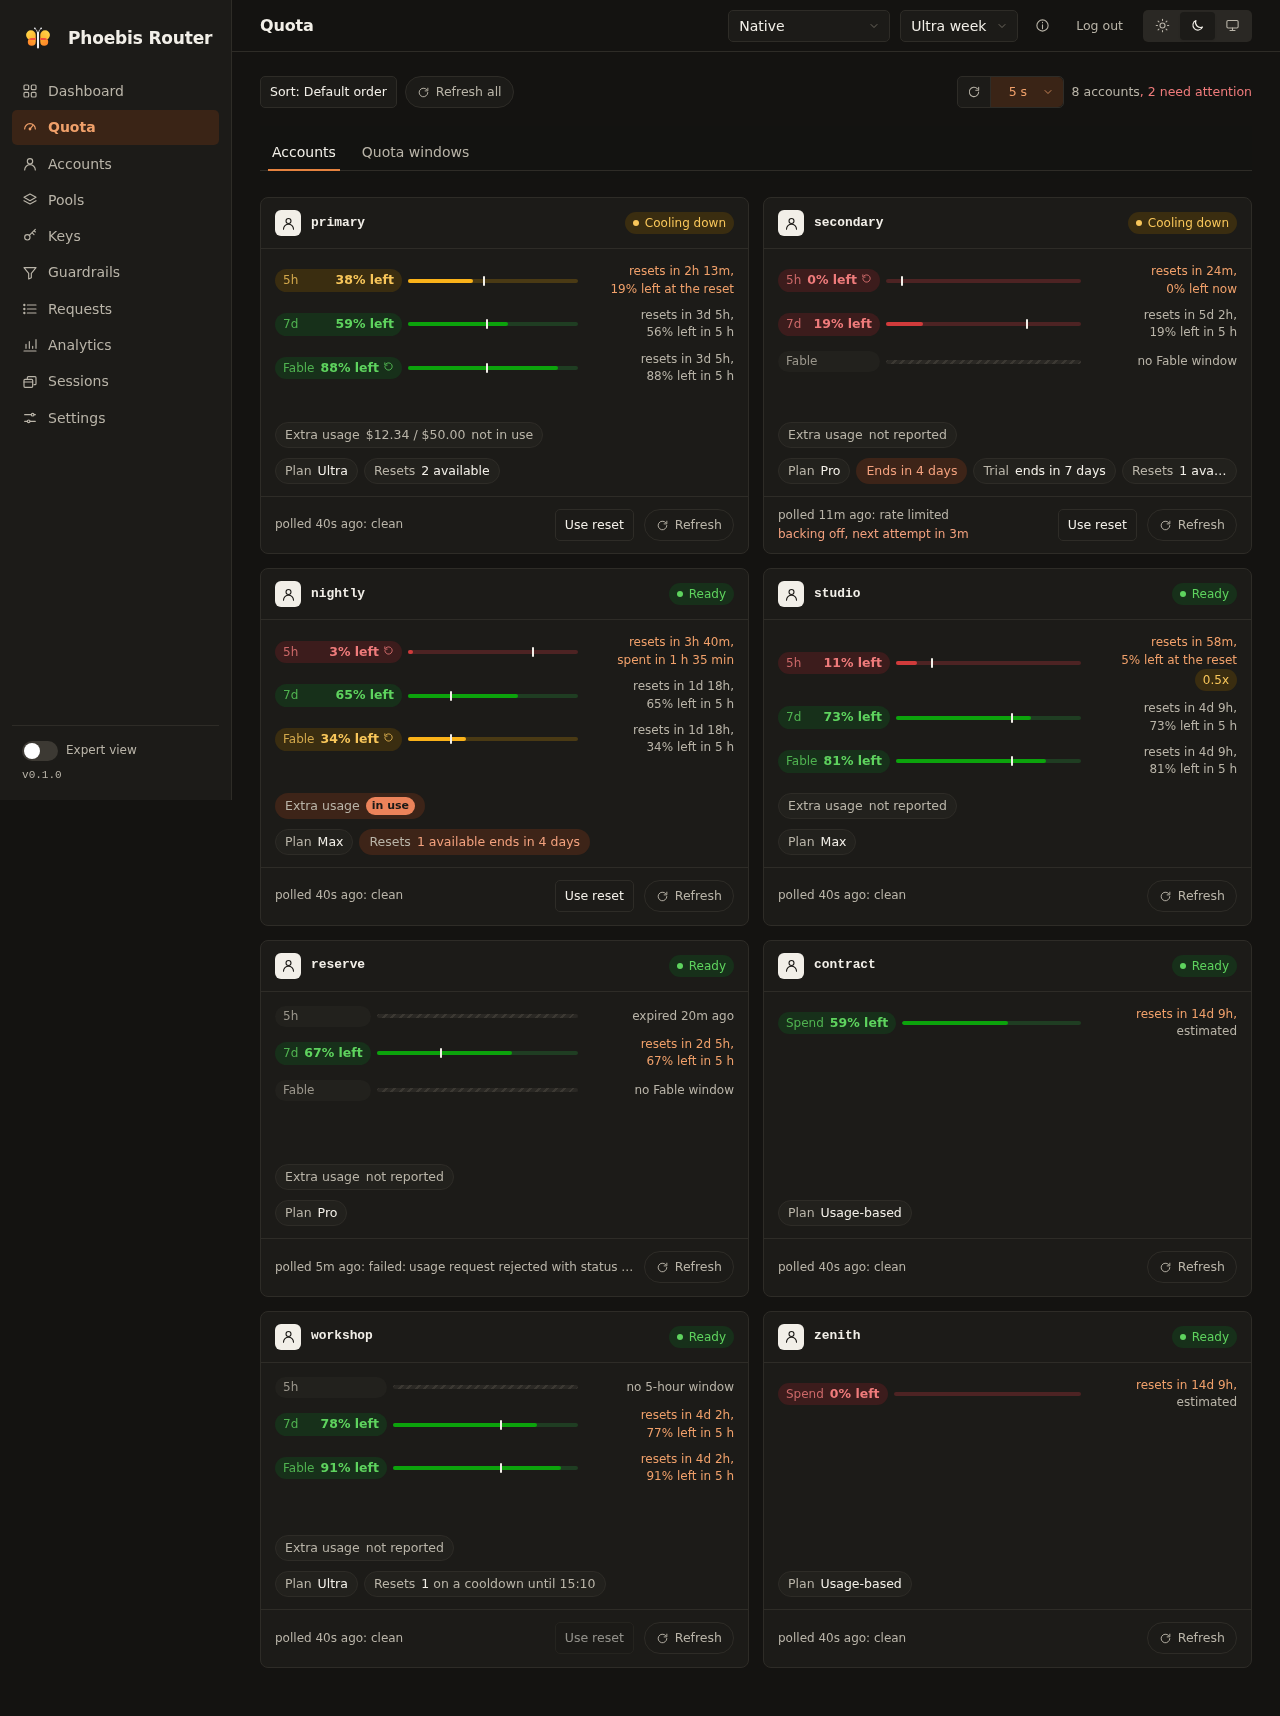 Phoebis Router
Dashboard
Quota
Accounts
Pools
Keys
Guardrails
Requests
Analytics
Sessions
Settings
Expert view
v0.1.0
Quota
Native
Ultra week
Log out
Sort: Default order
Refresh all
5 s
8 accounts, 2 need attention
Accounts
Quota windows
primary
Cooling down
5h 38% left
resets in 2h 13m,
19% left at the reset
7d 59% left
resets in 3d 5h,
56% left in 5 h
Fable 88% left
resets in 3d 5h,
88% left in 5 h
Extra usage $12.34 / $50.00 not in use
Plan Ultra
Resets 2 available
polled 40s ago: clean
Use reset
Refresh
secondary
Cooling down
5h 0% left
resets in 24m,
0% left now
7d 19% left
resets in 5d 2h,
19% left in 5 h
Fable
no Fable window
Extra usage not reported
Plan Pro
Ends in 4 days
Trial ends in 7 days
Resets 1 ava…
polled 11m ago: rate limited
backing off, next attempt in 3m
Use reset
Refresh
nightly
Ready
5h 3% left
resets in 3h 40m,
spent in 1 h 35 min
7d 65% left
resets in 1d 18h,
65% left in 5 h
Fable 34% left
resets in 1d 18h,
34% left in 5 h
Extra usage in use
Plan Max
Resets 1 available ends in 4 days
polled 40s ago: clean
Use reset
Refresh
studio
Ready
5h 11% left
resets in 58m,
5% left at the reset
0.5x
7d 73% left
resets in 4d 9h,
73% left in 5 h
Fable 81% left
resets in 4d 9h,
81% left in 5 h
Extra usage not reported
Plan Max
polled 40s ago: clean
Refresh
reserve
Ready
5h
expired 20m ago
7d 67% left
resets in 2d 5h,
67% left in 5 h
Fable
no Fable window
Extra usage not reported
Plan Pro
polled 5m ago: failed: usage request rejected with status …
Refresh
contract
Ready
Spend 59% left
resets in 14d 9h,
estimated
Plan Usage-based
polled 40s ago: clean
Refresh
workshop
Ready
5h
no 5-hour window
7d 78% left
resets in 4d 2h,
77% left in 5 h
Fable 91% left
resets in 4d 2h,
91% left in 5 h
Extra usage not reported
Plan Ultra
Resets 1 on a cooldown until 15:10
polled 40s ago: clean
Use reset
Refresh
zenith
Ready
Spend 0% left
resets in 14d 9h,
estimated
Plan Usage-based
polled 40s ago: clean
Refresh